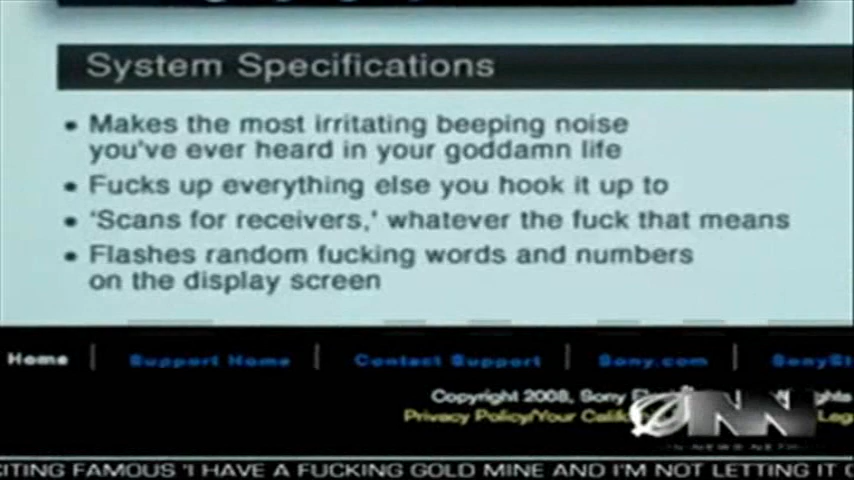 System Specifications
• Makes the most irritating beeping noise
you've ever heard in your goddamn life
• Fucks up everything else you hook it up to
• 'Scans for receivers,' whatever the fuck that means
• Flashes random fucking words and numbers
on the display screen
Home | Support Home | Contact Support | Sony.com |
Copyright 2008, Sony
Privacy Policy/Your
NN
CITING FAMOUS 'I HAVE A FUCKING GOLD MINE AND I'M NOT LETTING IT